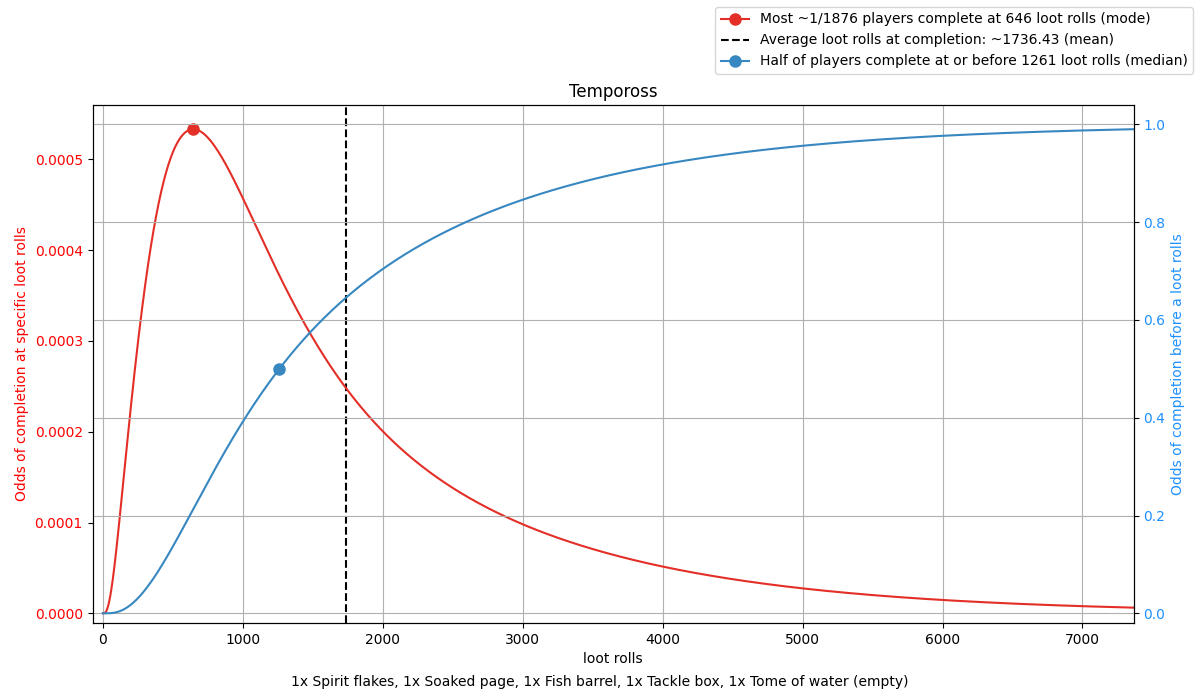 Most ~1/1876 players complete at 646 loot rolls (mode)
Average loot rolls at completion: ~1736.43 (mean)
Half of players complete at or before 1261 loot rolls (median)
Tempoross
Odds of completion at specific loot rolls
0.0005
0.0004
0.0003
0.0002
0.0001
0.0000
1.0
0.8
0.6
0.4
0.2
0.0
Odds of completion before a loot rolls
0 1000 2000 3000 4000 5000 6000 7000
loot rolls
1x Spirit flakes, 1x Soaked page, 1x Fish barrel, 1x Tackle box, 1x Tome of water (empty)